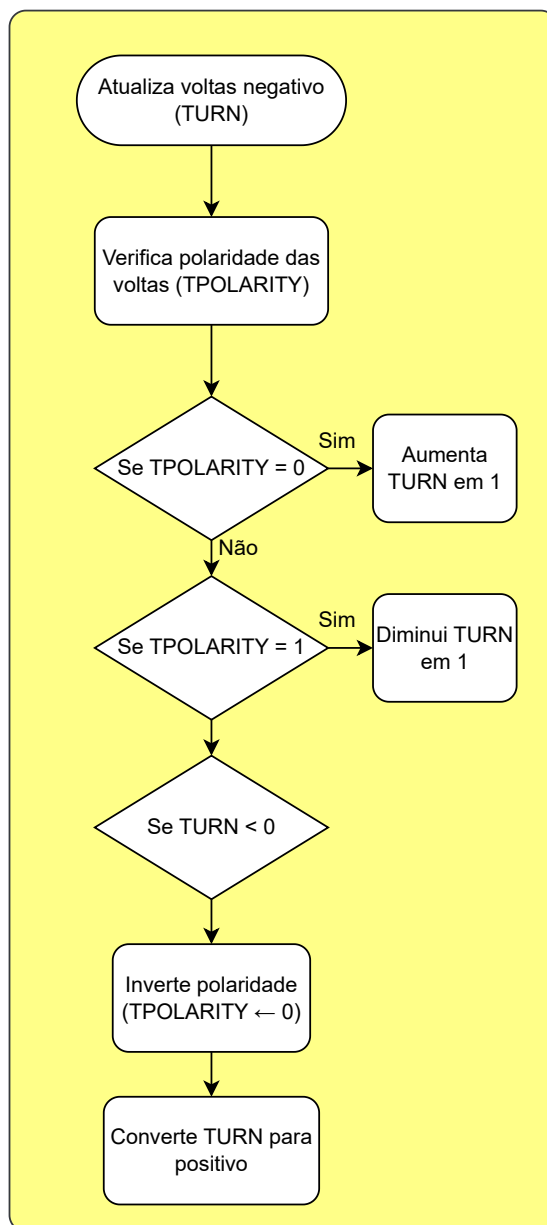 Atualiza voltas negativo
(TURN)
Verifica polaridade das
voltas (TPOLARITY)
Se TPOLARITY = 0
Sim
Aumenta
TURN em 1
Não
Se TPOLARITY = 1
Sim
Diminui TURN
em 1
Se TURN < 0
Inverte polaridade
(TPOLARITY ← 0)
Converte TURN para
positivo